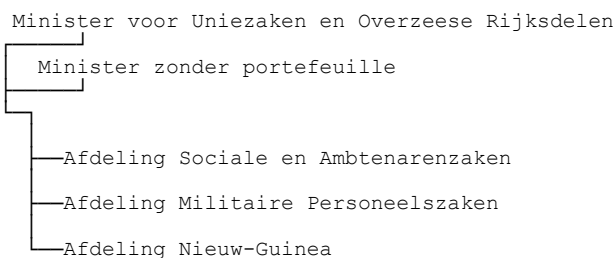 Minister voor Uniezaken en Overzeese Rijksdelen
Minister zonder portefeuille
Afdeling Sociale en Ambtenarenzaken
Afdeling Militaire Personeelszaken
Afdeling Nieuw-Guinea